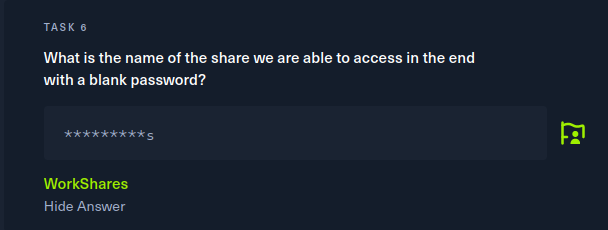 TASK 6
What is the name of the share we are able to access in the end
with a blank password?
*********s
WorkShares
Hide Answer